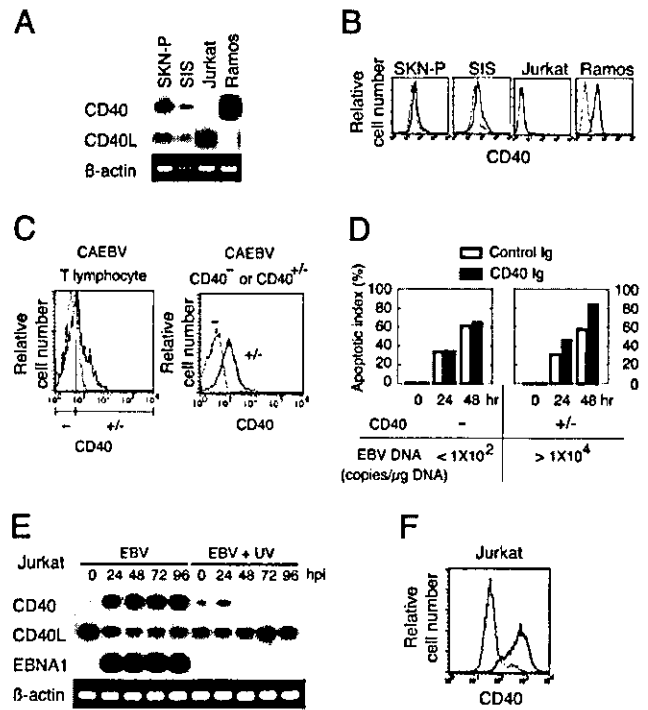 A
SKN-P SIS Jurkat Ramos
CD40
CD40L
β-actin
B
SKN-P SIS Jurkat Ramos
Relative cell number
CD40
C
CAEBV
T lymphocyte
CAEBV
CD40⁻ or CD40⁺/⁻
Relative cell number
Relative cell number
- +/-
- +/-
CD40
CD40
D
Control Ig
CD40 Ig
Apoptotic index (%)
100 100
80 80
60 60
40 40
20 20
0 0
0 24 48 hr 0 24 48 hr
CD40 - +/-
EBV DNA < 1X10² > 1X10⁴
(copies/µg DNA)
E
Jurkat EBV EBV + UV
0 24 48 72 96 0 24 48 72 96 hpi
CD40
CD40L
EBNA1
β-actin
F
Jurkat
Relative cell number
CD40